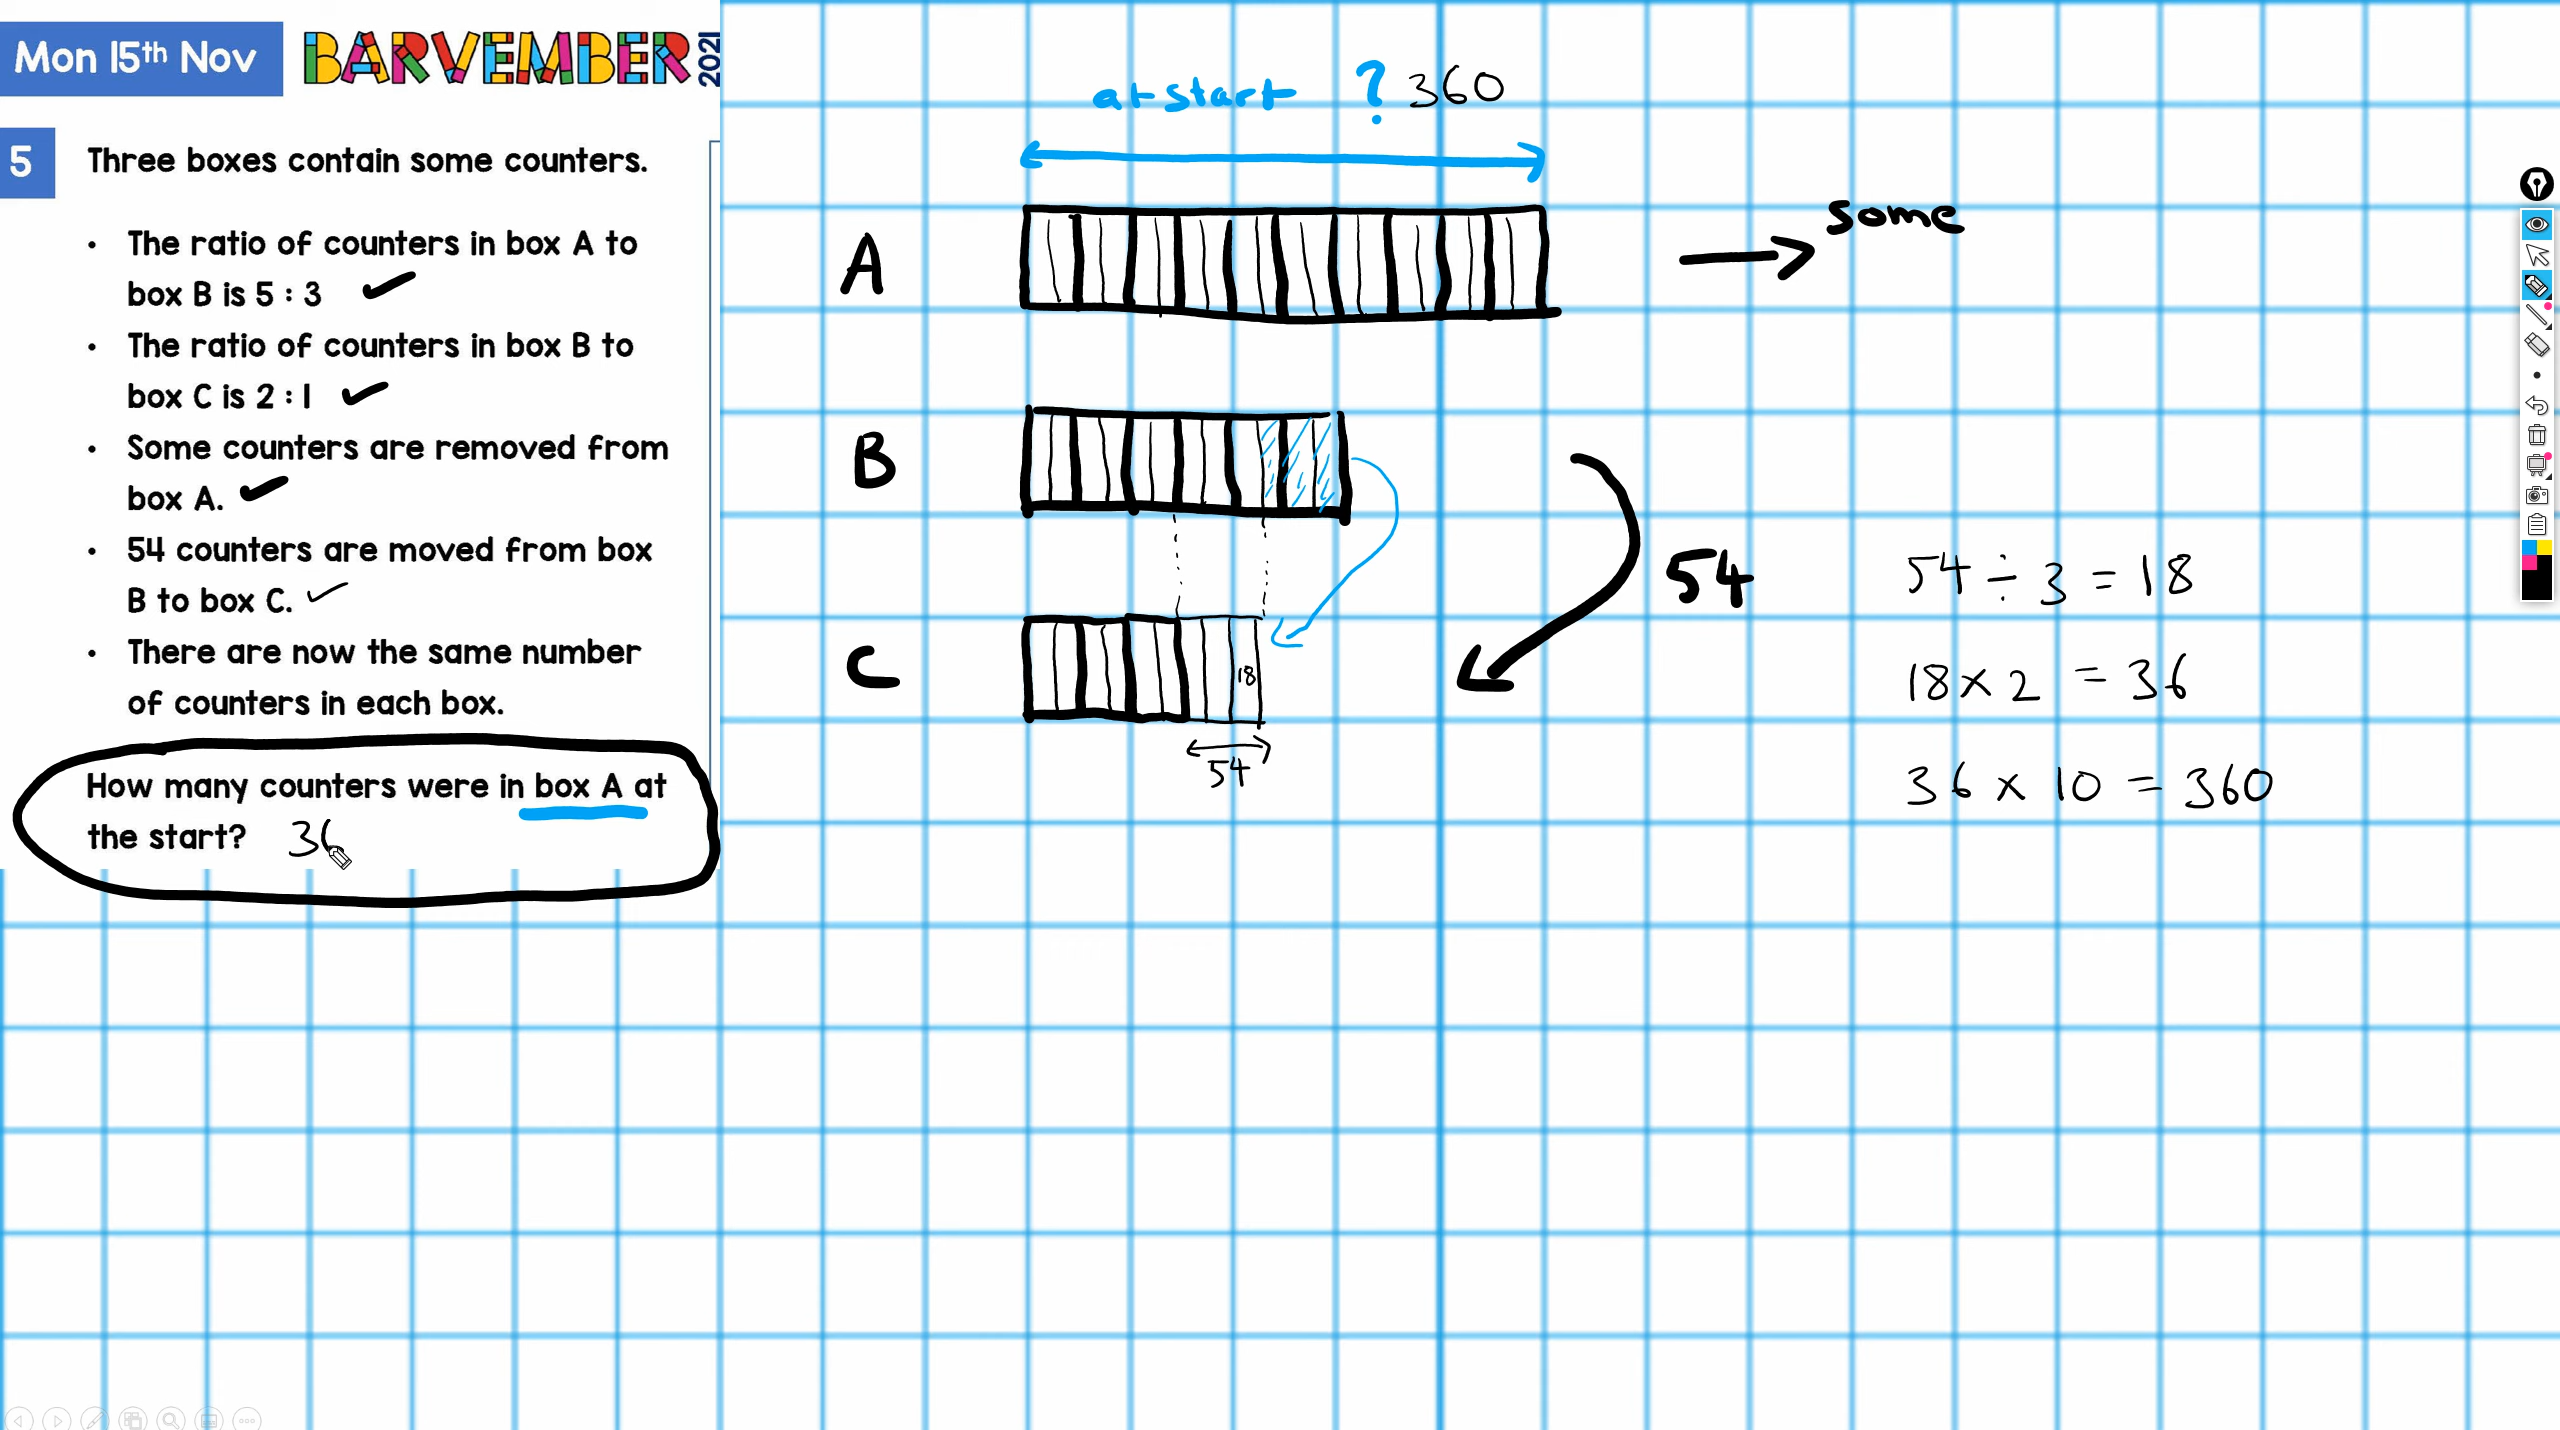 Mon 15th Nov
BARVEMBER 2021
5
Three boxes contain some counters.
• The ratio of counters in box A to
box B is 5 : 3
• The ratio of counters in box B to
box C is 2 : 1
• Some counters are removed from
box A.
• 54 counters are moved from box
B to box C.
• There are now the same number
of counters in each box.
How many counters were in box A at
the start? 36
at start ? 360
A
some
B
54
C
18
54
54 ÷ 3 = 18
18 × 2 = 36
36 × 10 = 360